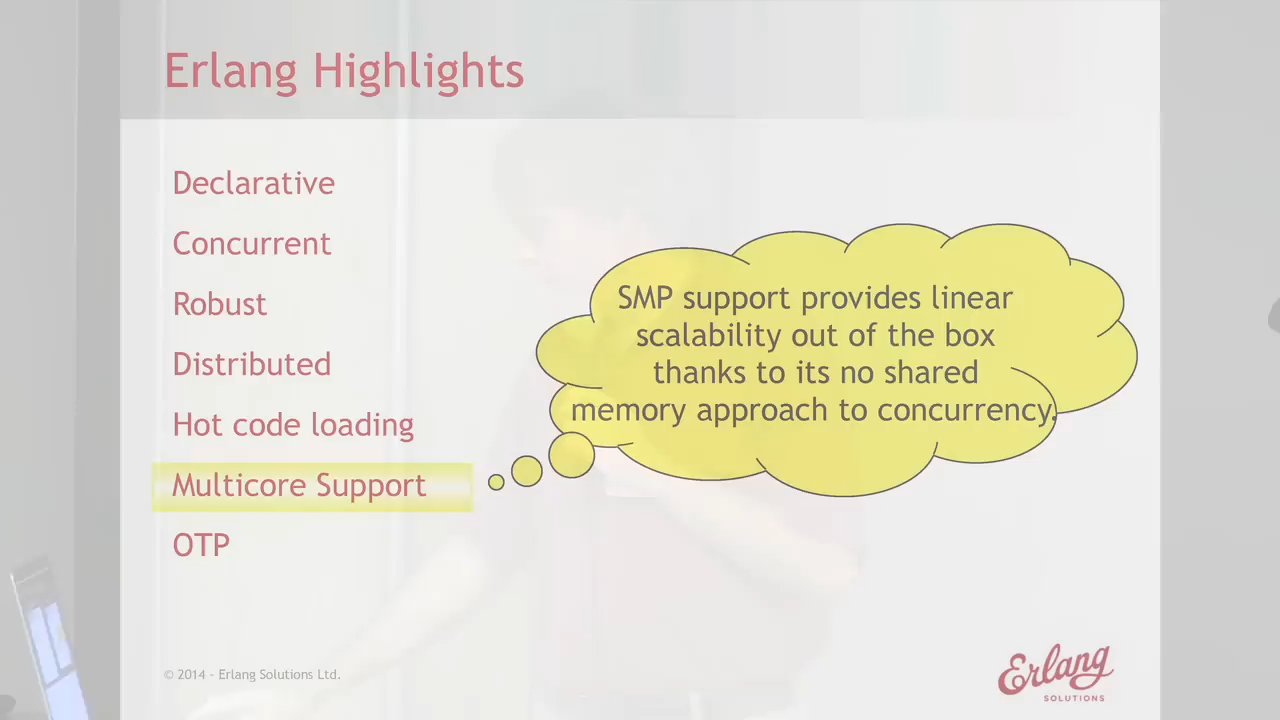 Erlang Highlights
Declarative
Concurrent
Robust
Distributed
Hot code loading
Multicore Support
OTP
SMP support provides linear
scalability out of the box
thanks to its no shared
memory approach to concurrency.
© 2014 - Erlang Solutions Ltd.
Erlang
SOLUTIONS